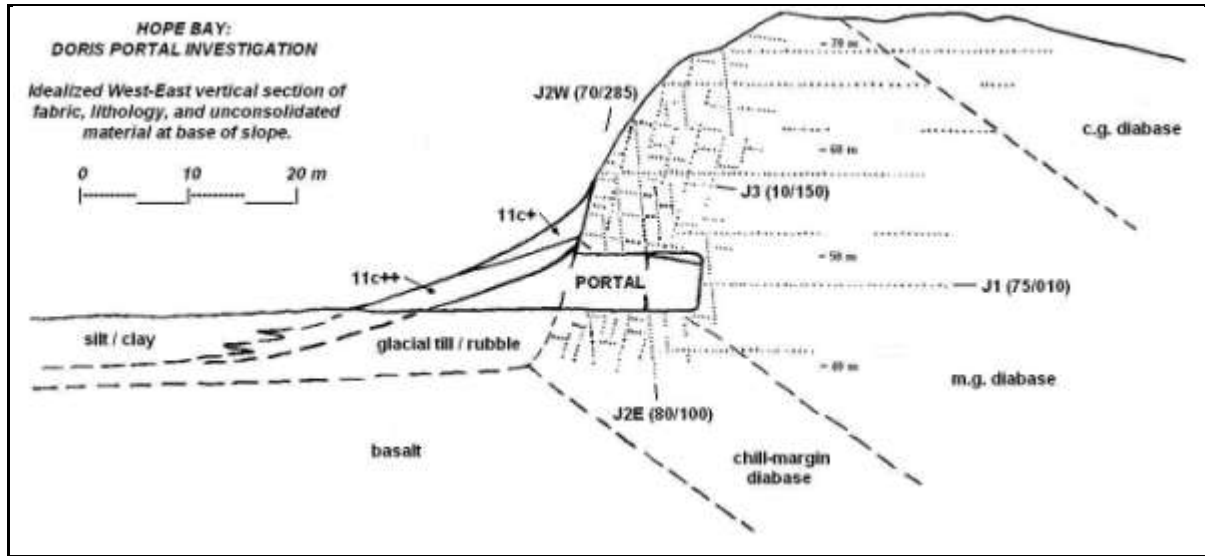 HOPE BAY:
DORIS PORTAL INVESTIGATION
Idealized West-East vertical section of
fabric, lithology, and unconsolidated
material at base of slope.
0 10 20 m
~ 70 m
J2W (70/285)
c.g. diabase
~ 60 m
J3 (10/150)
11c+
~ 50 m
11c++
PORTAL
J1 (75/010)
silt / clay
glacial till / rubble
~ 40 m
m.g. diabase
J2E (80/100)
basalt
chill-margin
diabase